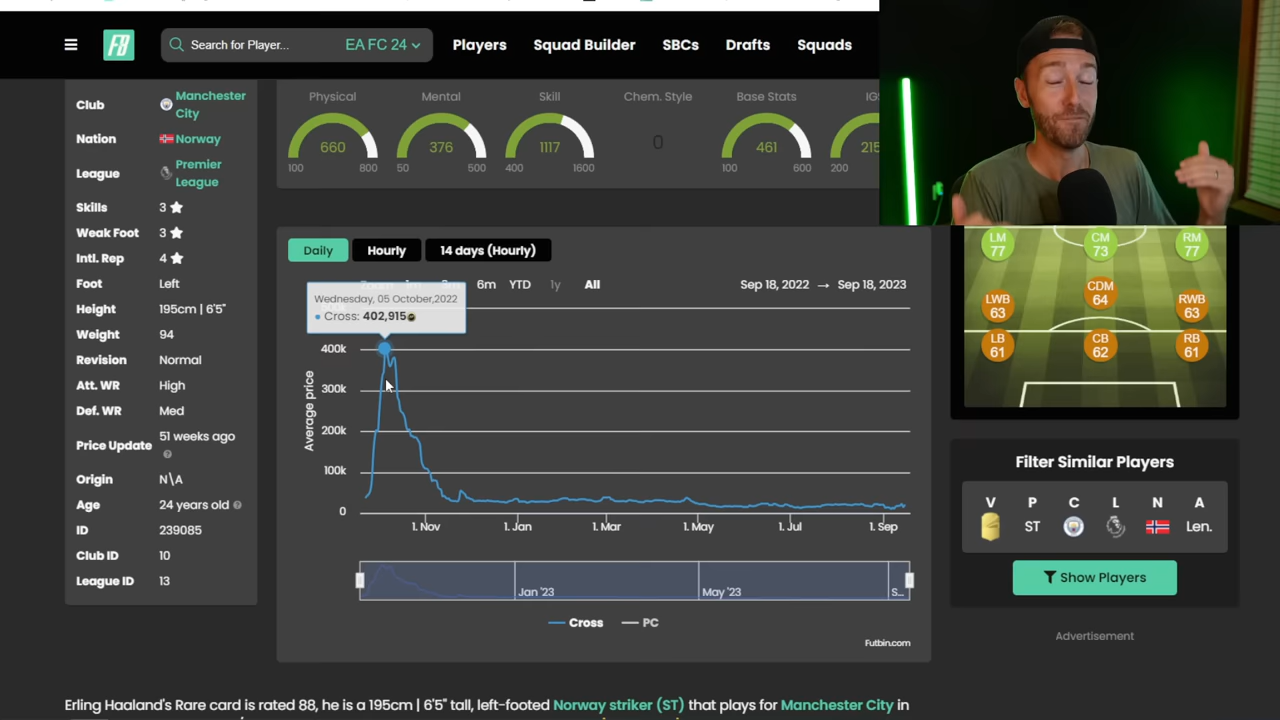 FB
Search for Player...
EA FC 24
Players
Squad Builder
SBCs
Drafts
Squads
Club
Manchester
City
Nation
Norway
League
Premier
League
Skills
3
Weak Foot
3
Intl. Rep
4
Foot
Left
Height
195cm | 6'5"
Weight
94
Revision
Normal
Att. WR
High
Def. WR
Med
Price Update
51 weeks ago
Origin
N\A
Age
24 years old
ID
239085
Club ID
10
League ID
13
Physical
660
100
800
Mental
376
50
500
Skill
1117
400
1600
Chem. Style
0
Base Stats
461
100
600
200
Daily
Hourly
14 days (Hourly)
6m
YTD
1y
All
Sep 18, 2022 → Sep 18, 2023
Wednesday, 05 October,2022
Cross: 402,915
Average price
400k
300k
200k
100k
0
1. Nov
1. Jan
1. Mar
1. May
1. Jul
1. Sep
Jan '23
May '23
S...
Cross
PC
Futbin.com
LM
77
CM
73
RM
77
LWB
63
CDM
64
RWB
63
LB
61
CB
62
RB
61
Filter Similar Players
V P C L N A
ST
Len.
Show Players
Advertisement
Erling Haaland's Rare card is rated 88, he is a 195cm | 6'5" tall, left-footed Norway striker (ST) that plays for Manchester City in